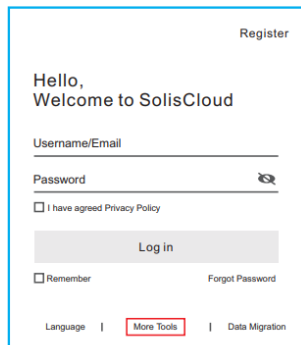 Register
Hello,
Welcome to SolisCloud
Username/Email
Password
I have agreed Privacy Policy
Log in
Remember Forgot Password
Language | More Tools | Data Migration